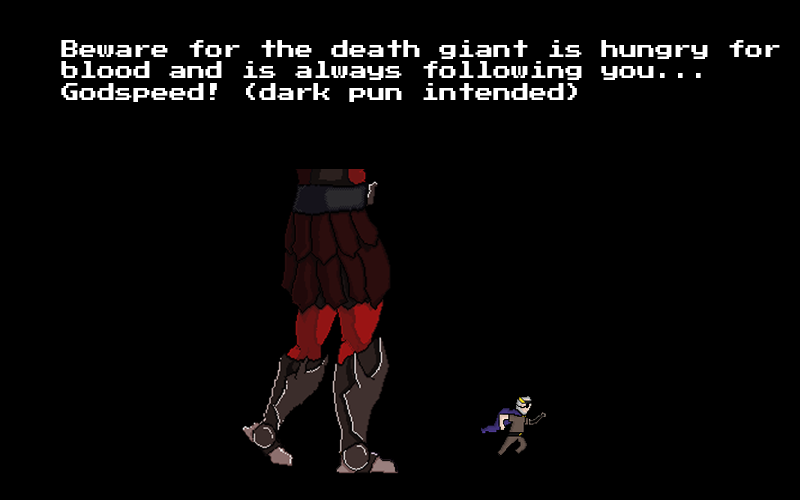 Beware for the death giant is hungry for
blood and is always following you...
Godspeed! (dark pun intended)